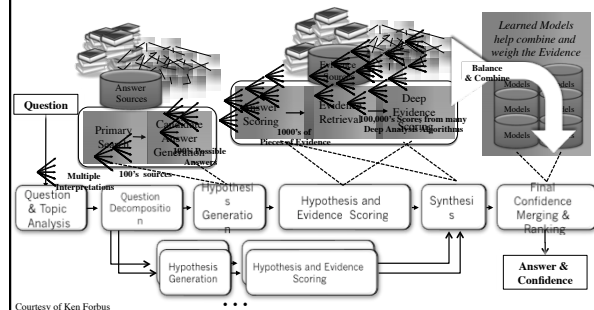 Learned Models
help combine and
weigh the Evidence
Balance
& Combine
Models
Models
Models
Models
Models
Models
Answer
Sources
Evidence
Sources
Question
Primary
Search
Candidate
Answer
Generation
Answer
Scoring
Evidence
Retrieval
Deep
Evidence
Scoring
1000's of
Pieces of Evidence
100,000's Scores from many
Deep Analysis Algorithms
100's Possible
Answers
100's sources
Multiple
Interpretations
Question
& Topic
Analysis
Question
Decompositio
n
Hypothesi
s
Generatio
n
Hypothesis and
Evidence Scoring
Synthesi
s
Final
Confidence
Merging &
Ranking
Hypothesis
Generation
Hypothesis and Evidence
Scoring
Answer &
Confidence
. . .
Courtesy of Ken Forbus